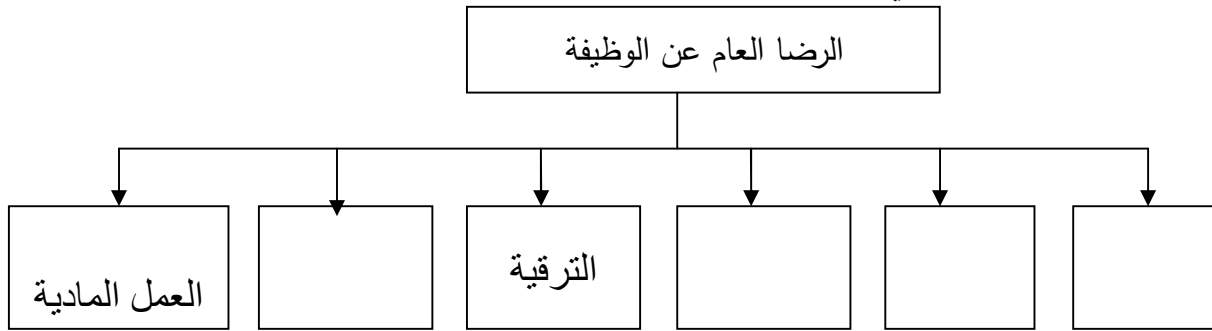 الرضا العام عن الوظيفة
الترقية
العمل المادية